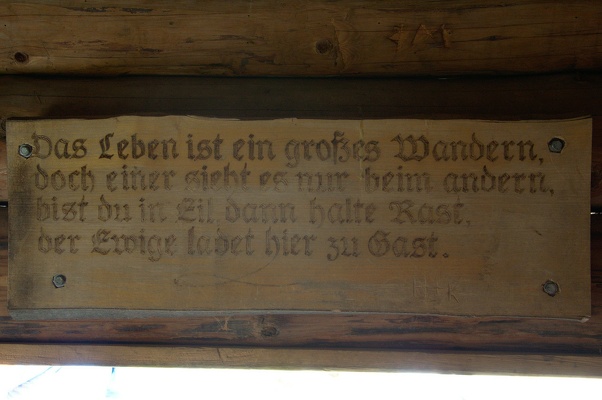 Das Leben ist ein großes Wandern,
doch einer sieht es nur beim andern,
bist du in Eil, dann halte Rast,
der Ewige ladet hier zu Gast.